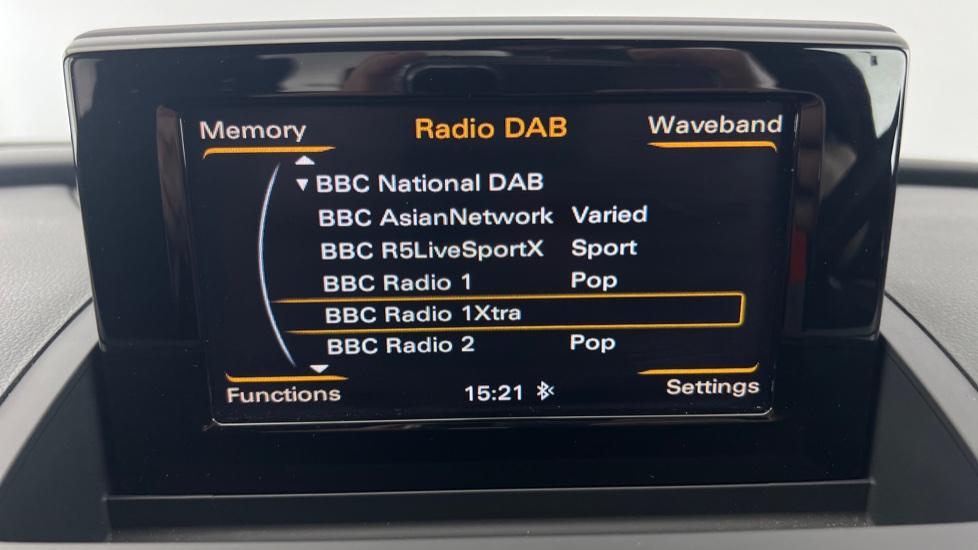 Memory Radio DAB Waveband
BBC National DAB
BBC AsianNetwork Varied
BBC R5LiveSportX Sport
BBC Radio 1 Pop
BBC Radio 1Xtra
BBC Radio 2 Pop
Functions 15:21 Settings